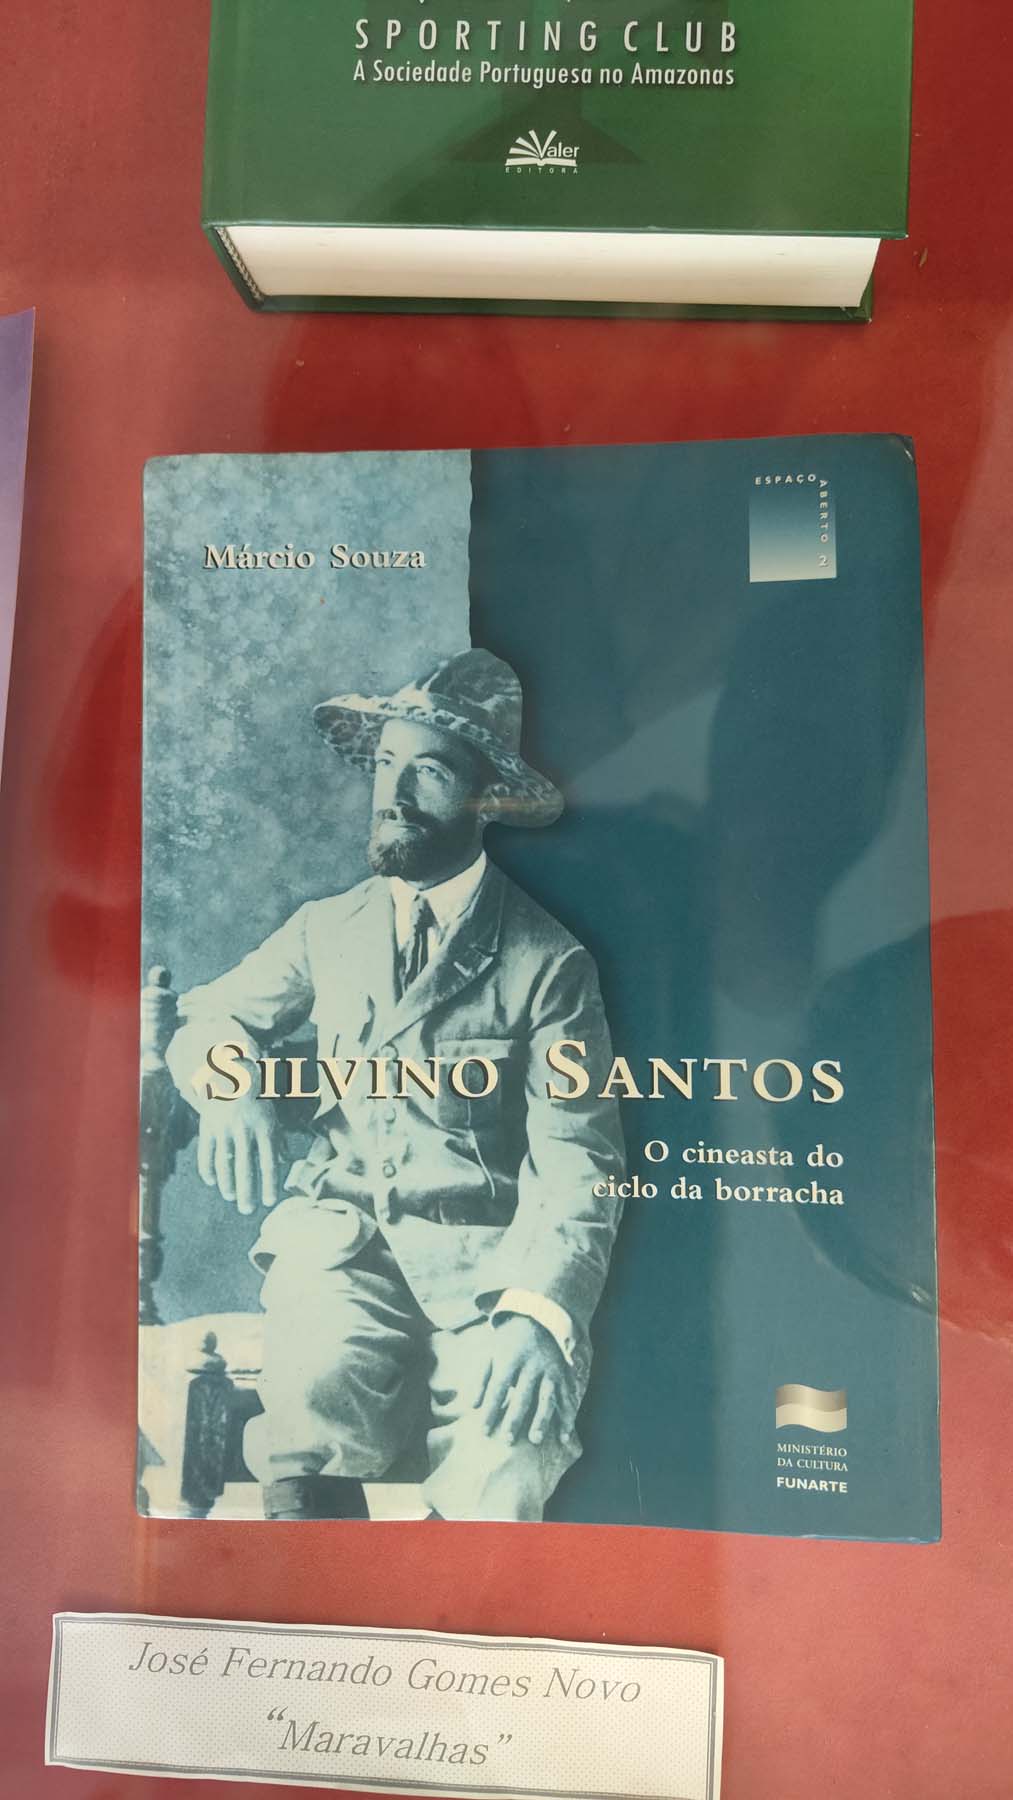 SPORTING CLUB
A Sociedade Portuguesa no Amazonas
Valer
EDITORA
ESPAÇO
ABERTO 2
Márcio Souza
SILVINO SANTOS
O cineasta do
ciclo da borracha
MINISTÉRIO
DA CULTURA
FUNARTE
José Fernando Gomes Novo
“Maravalhas”